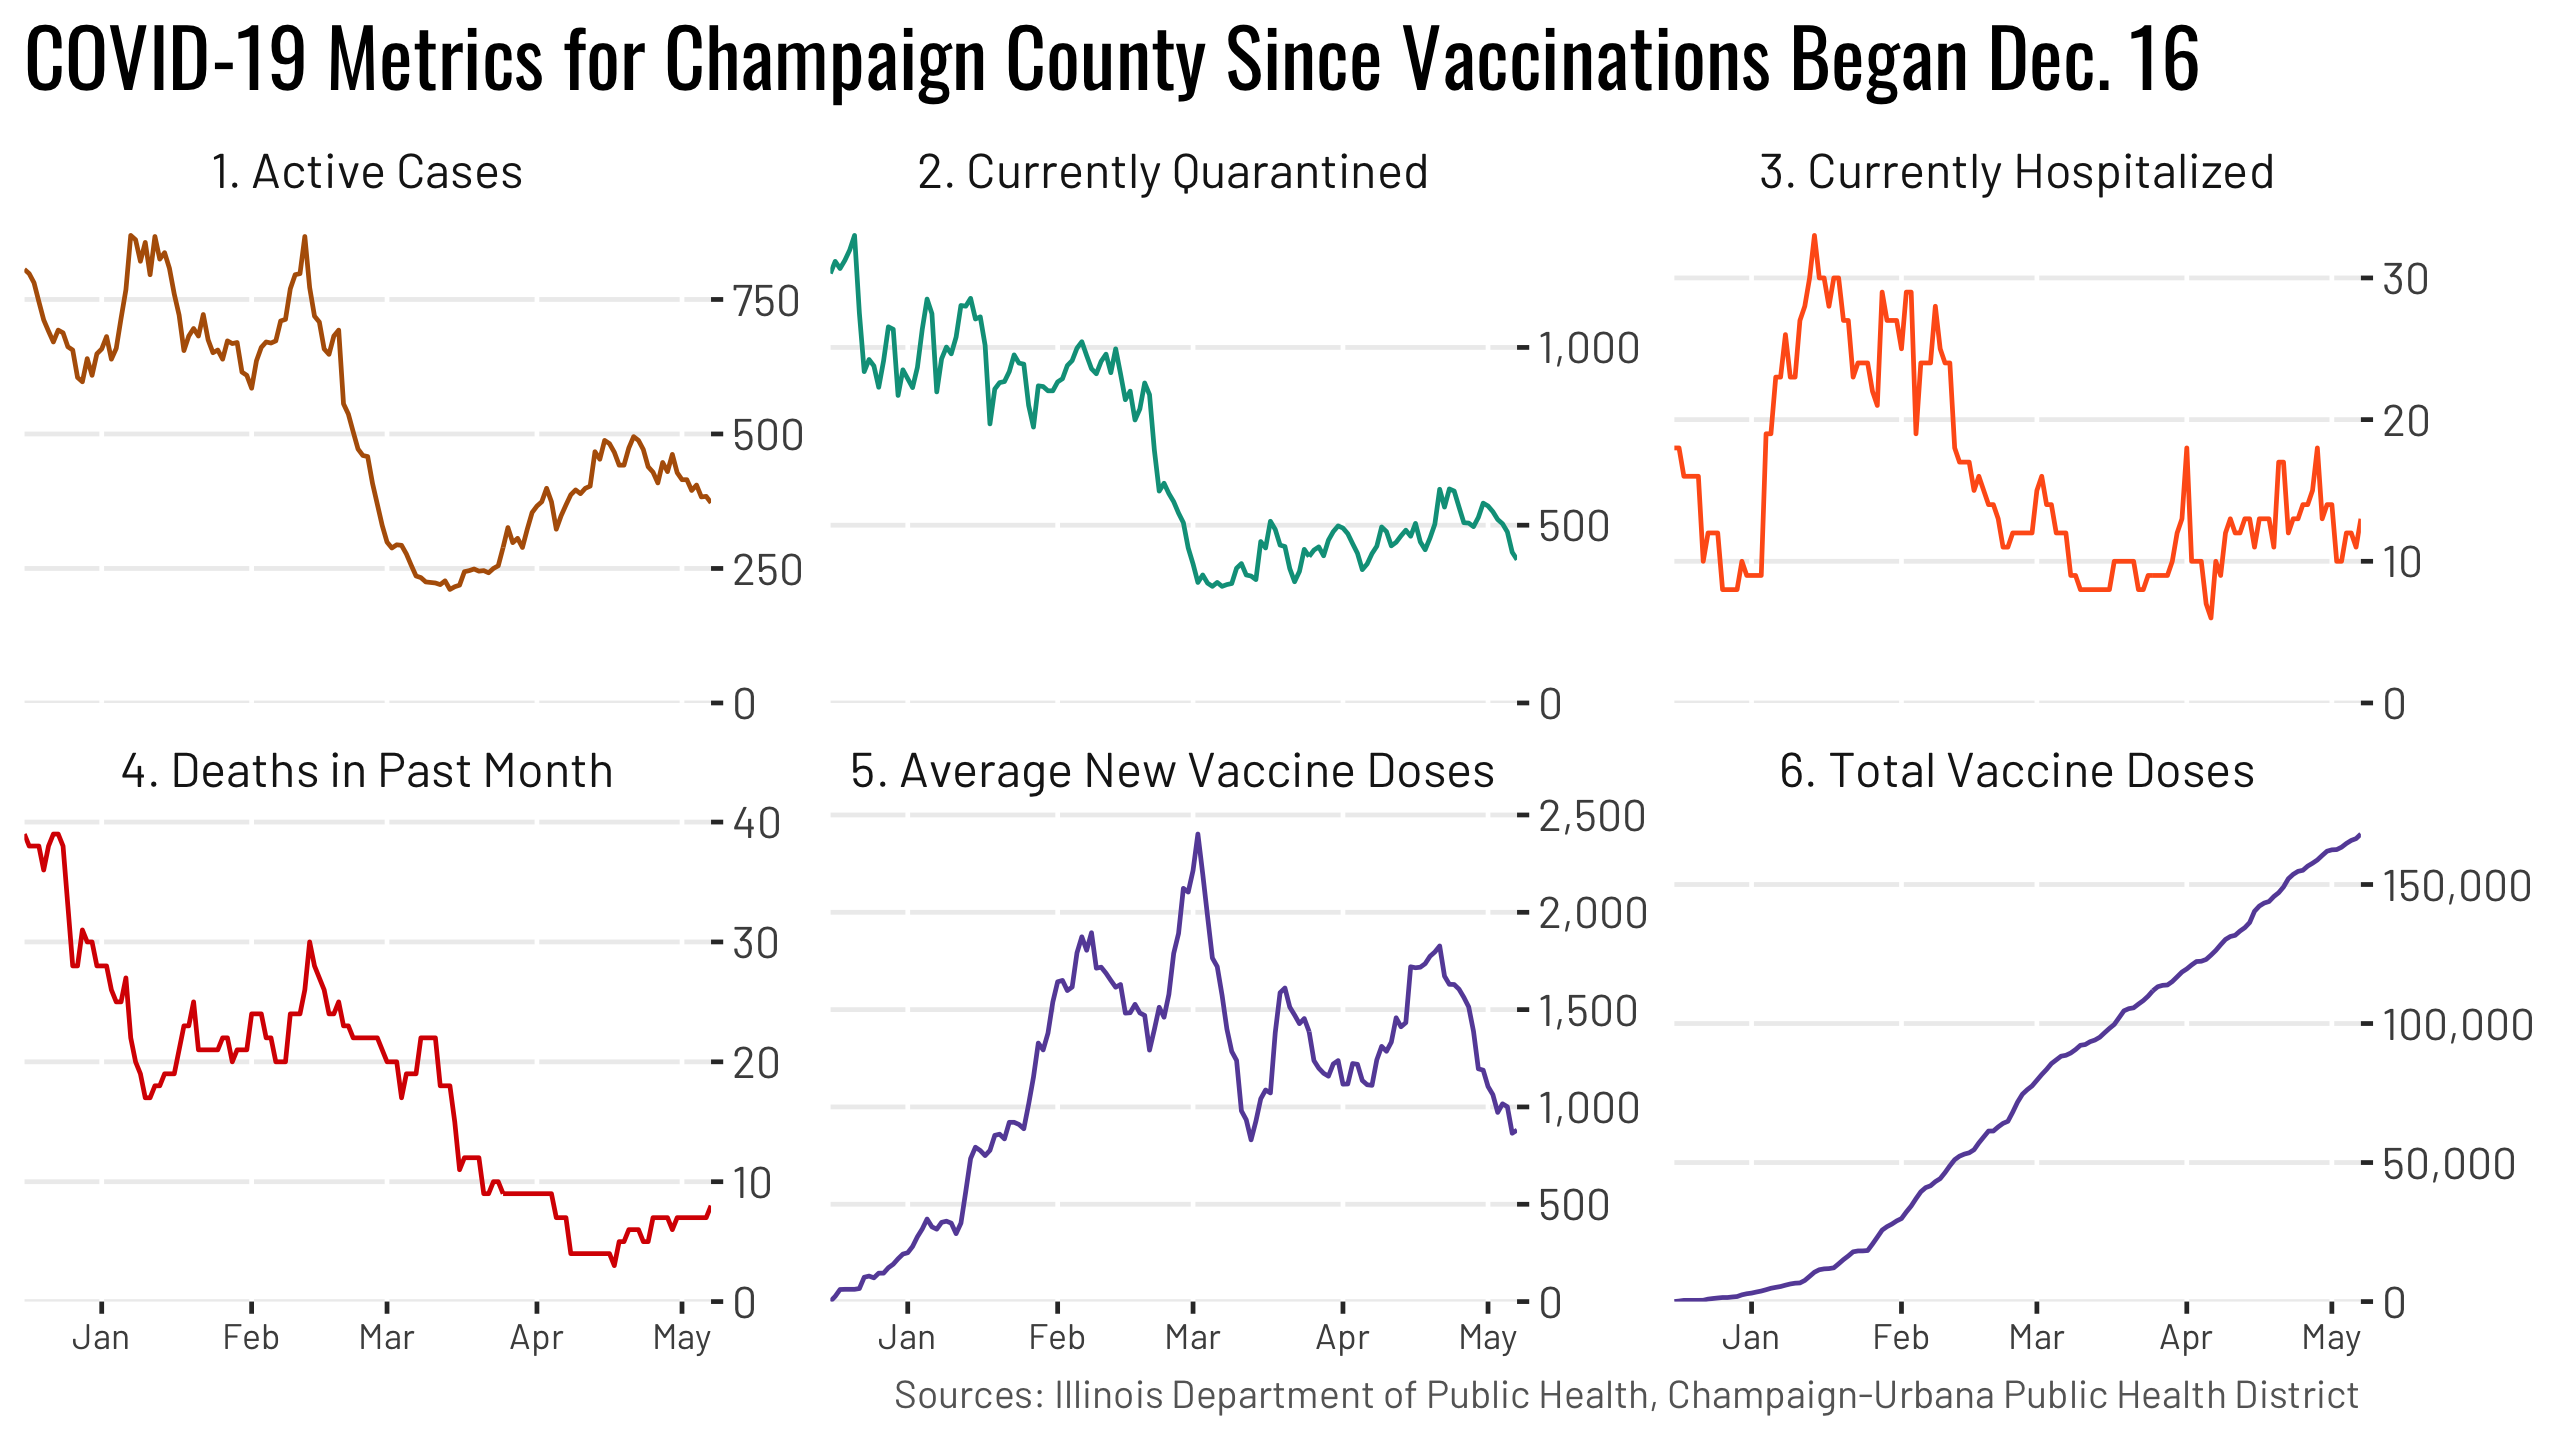 COVID-19 Metrics for Champaign County Since Vaccinations Began Dec. 16
1. Active Cases
750
500
250
0
2. Currently Quarantined
1,000
500
0
3. Currently Hospitalized
30
20
10
0
4. Deaths in Past Month
40
30
20
10
0
Jan Feb Mar Apr May
5. Average New Vaccine Doses
2,500
2,000
1,500
1,000
500
0
Jan Feb Mar Apr May
6. Total Vaccine Doses
150,000
100,000
50,000
0
Jan Feb Mar Apr May
Sources: Illinois Department of Public Health, Champaign-Urbana Public Health District